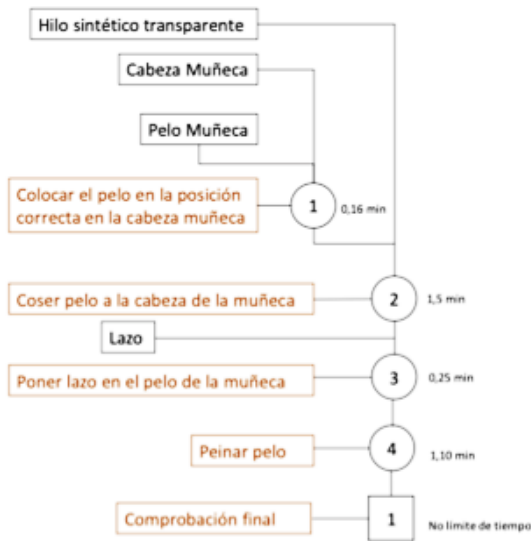 Hilo sintético transparente
Cabeza Muñeca
Pelo Muñeca
Colocar el pelo en la posición
correcta en la cabeza muñeca
1
0,16 min
Coser pelo a la cabeza de la muñeca
2
1,5 min
Lazo
Poner lazo en el pelo de la muñeca
3
0,25 min
Peinar pelo
4
1,10 min
Comprobación final
1
No límite de tiempo